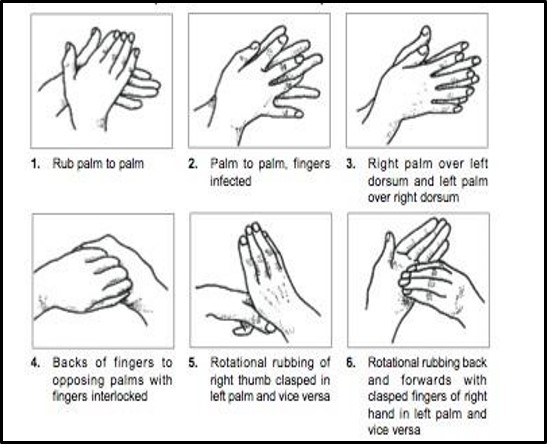 1. Rub palm to palm
2. Palm to palm, fingers
infected
3. Right palm over left
dorsum and left palm
over right dorsum
4. Backs of fingers to
opposing palms with
fingers interlocked
5. Rotational rubbing of
right thumb clasped in
left palm and vice versa
6. Rotational rubbing back
and forwards with
clasped fingers of right
hand in left palm and
vice versa